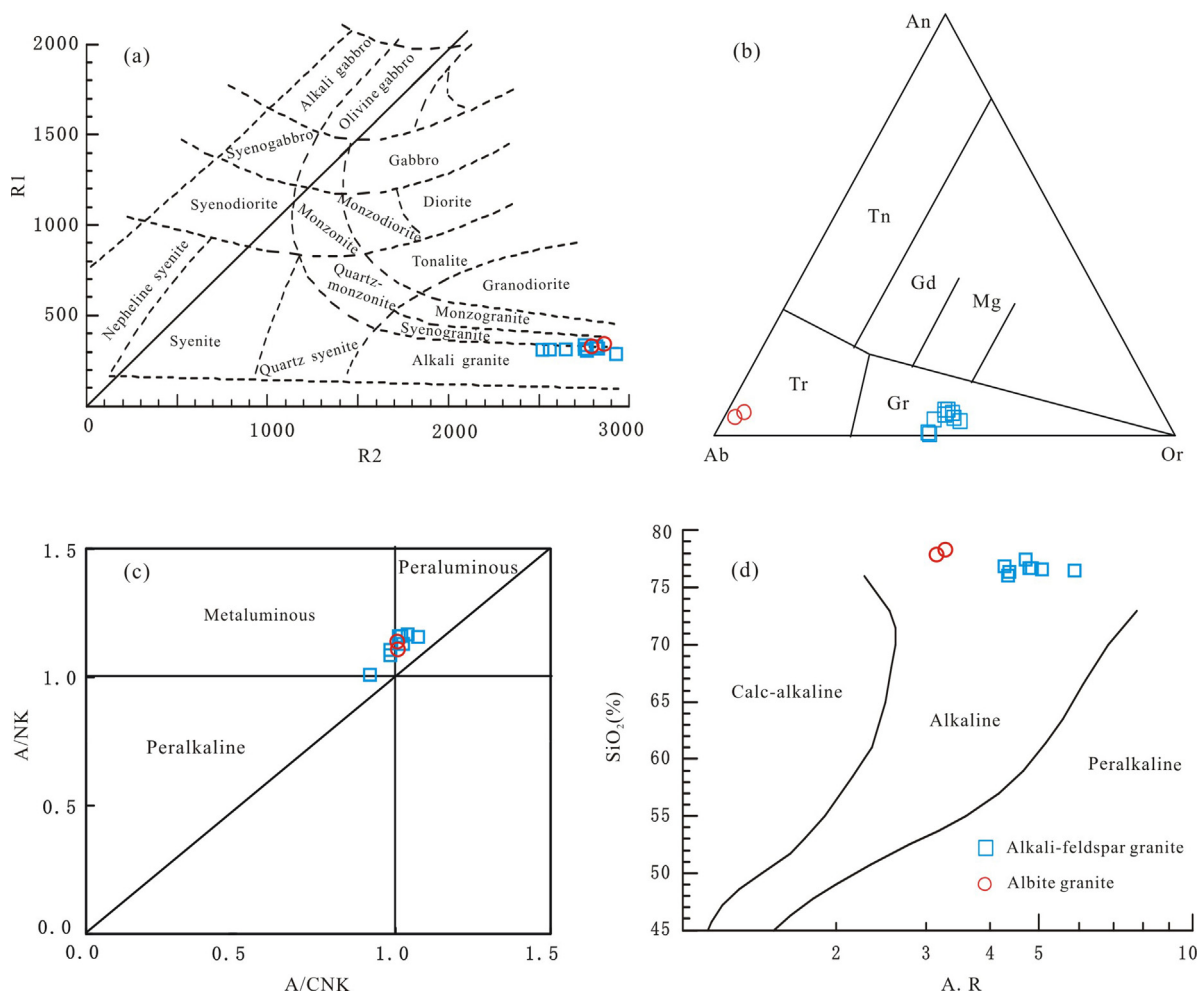 (a)
2000
1500
1000
500
0
R1
0
1000
2000
3000
R2
Alkali gabbro
Olivine gabbro
Syenogabbro
Gabbro
Syenodiorite
Monzonite
Monzodiorite
Diorite
Nepheline syenite
Tonalite
Quartz-
monzonite
Granodiorite
Monzogranite
Syenogranite
Syenite
Quartz syenite
Alkali granite
(b)
An
Tn
Gd
Mg
Tr
Gr
Ab
Or
(c)
1.5
1.0
0.5
0.0
A/NK
Peraluminous
Metaluminous
Peralkaline
0.0
0.5
1.0
1.5
A/CNK
(d)
80
75
70
65
60
55
50
45
SiO₂(%)
Calc-alkaline
Alkaline
Peralkaline
Alkali-feldspar granite
Albite granite
2
3
4
5
10
A. R